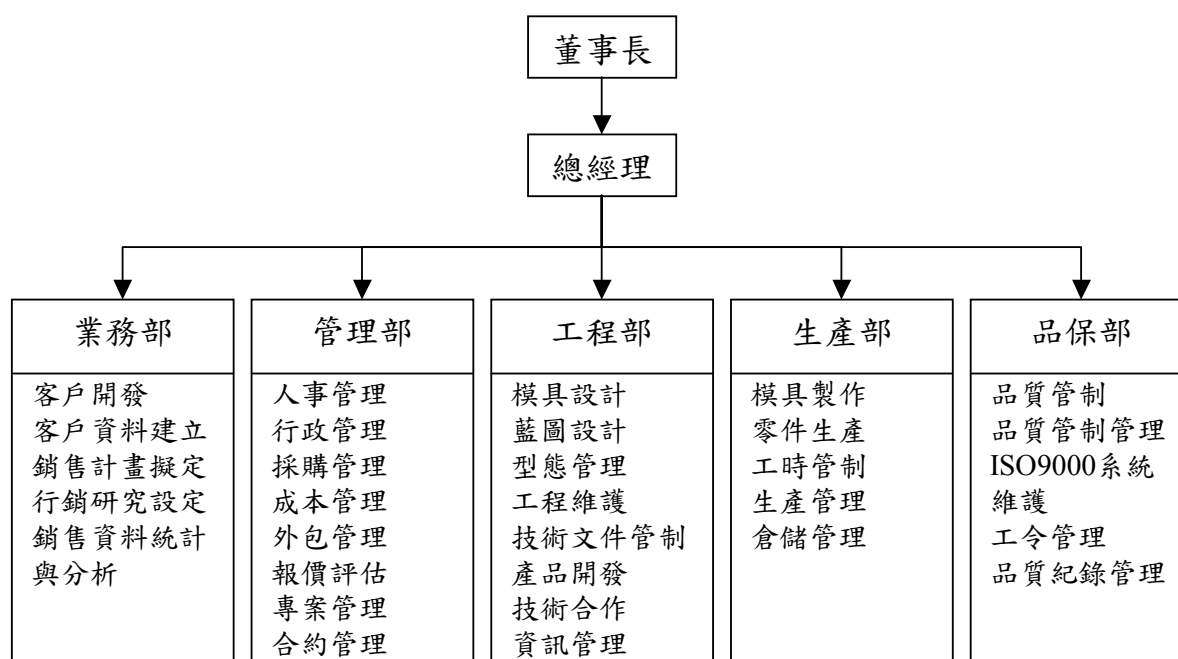 董事長
總經理
業務部
客戶開發
客戶資料建立
銷售計畫擬定
行銷研究設定
銷售資料統計
與分析
管理部
人事管理
行政管理
採購管理
成本管理
外包管理
報價評估
專案管理
合約管理
工程部
模具設計
藍圖設計
型態管理
工程維護
技術文件管制
產品開發
技術合作
資訊管理
生產部
模具製作
零件生產
工時管制
生產管理
倉儲管理
品保部
品質管制
品質管制管理
ISO9000系統
維護
工令管理
品質紀錄管理